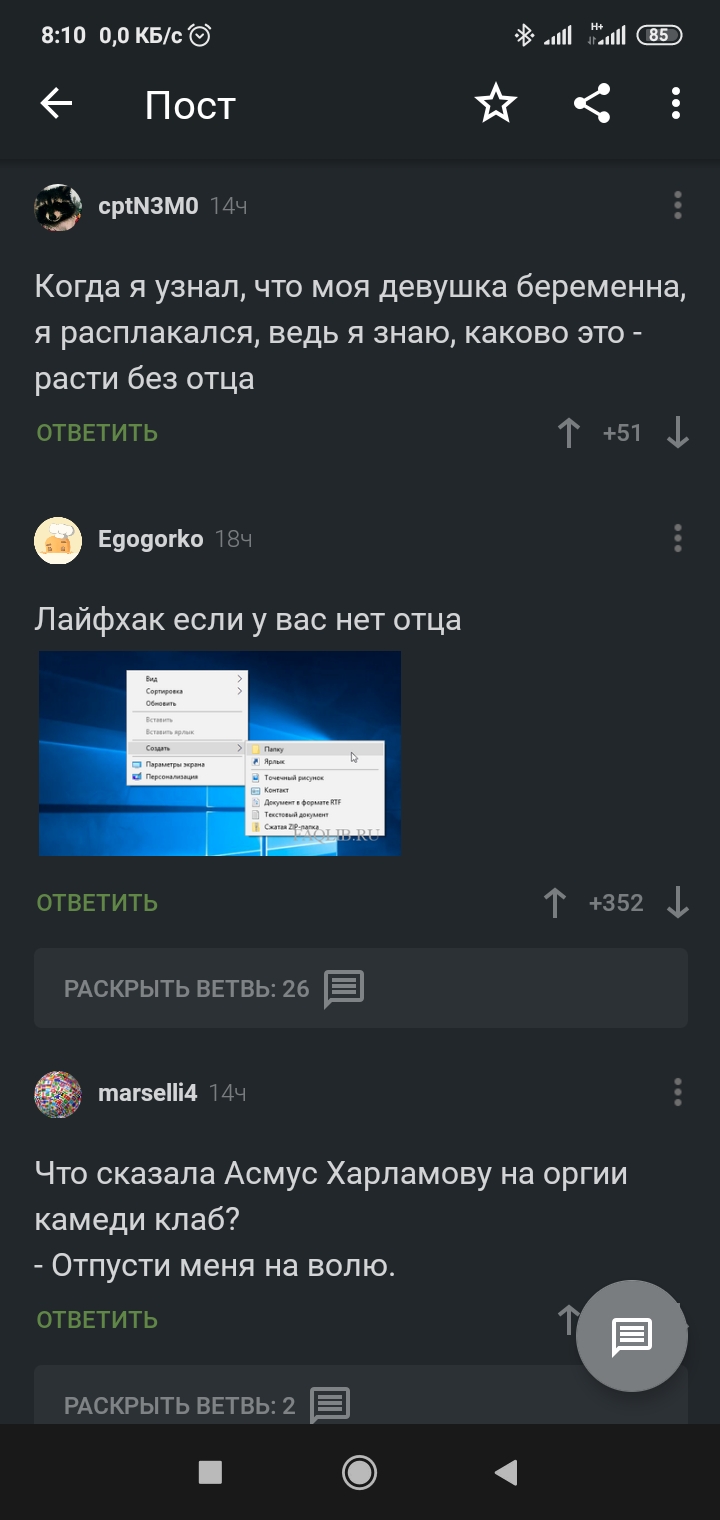 8:10 0,0 КБ/с H+ 85
Пост
cptN3M0 14ч
Когда я узнал, что моя девушка беременна,
я расплакался, ведь я знаю, каково это -
расти без отца
ОТВЕТИТЬ +51
Egogorko 18ч
Лайфхак если у вас нет отца
Вид
Сортировка
Обновить
Вставить
Вставить ярлык
Создать
Параметры экрана
Персонализация
Папку
Ярлык
Точечный рисунок
Контакт
Документ в формате RTF
Текстовый документ
Сжатая ZIP-папка
FAQLIB.RU
ОТВЕТИТЬ +352
РАСКРЫТЬ ВЕТВЬ: 26
marselli4 14ч
Что сказала Асмус Харламову на оргии
камеди клаб?
- Отпусти меня на волю.
ОТВЕТИТЬ
РАСКРЫТЬ ВЕТВЬ: 2